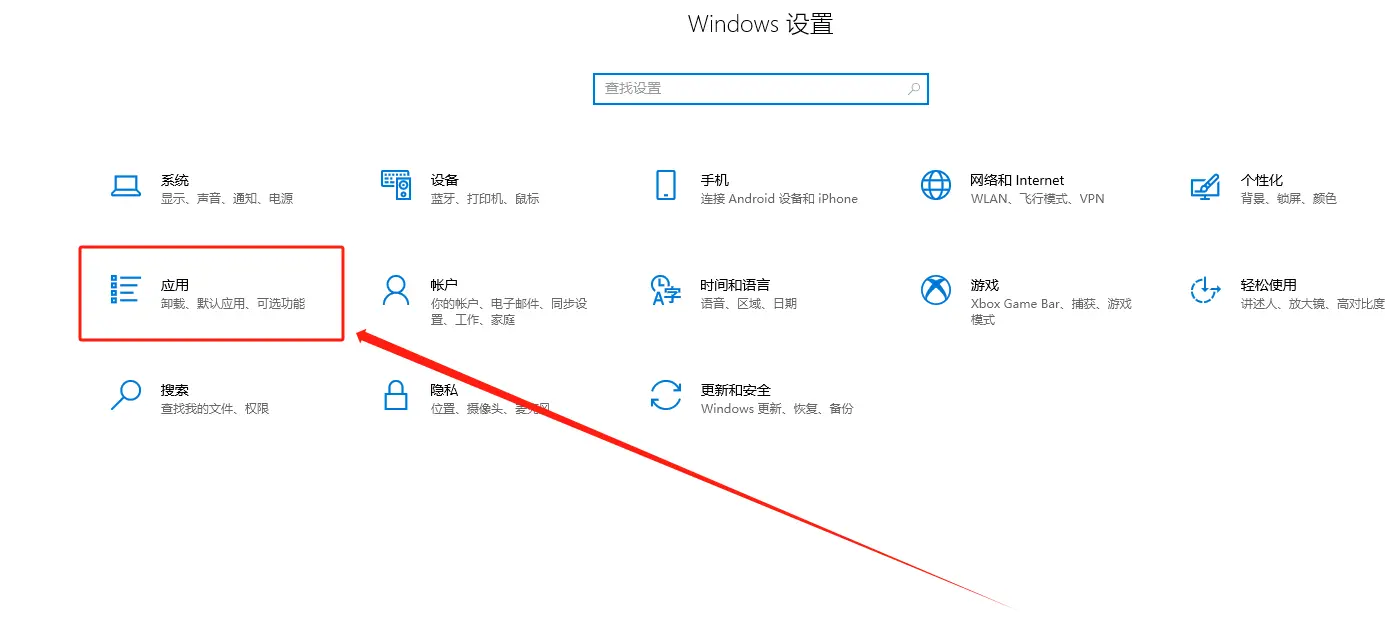 Windows 设置
查找设置
系统
显示、声音、通知、电源
设备
蓝牙、打印机、鼠标
手机
连接 Android 设备和 iPhone
网络和 Internet
WLAN、飞行模式、VPN
个性化
背景、锁屏、颜色
应用
卸载、默认应用、可选功能
帐户
你的帐户、电子邮件、同步设
置、工作、家庭
时间和语言
语音、区域、日期
游戏
Xbox Game Bar、捕获、游戏
模式
轻松使用
讲述人、放大镜、高对比度
搜索
查找我的文件、权限
隐私
位置、摄像头、麦克风
更新和安全
Windows 更新、恢复、备份